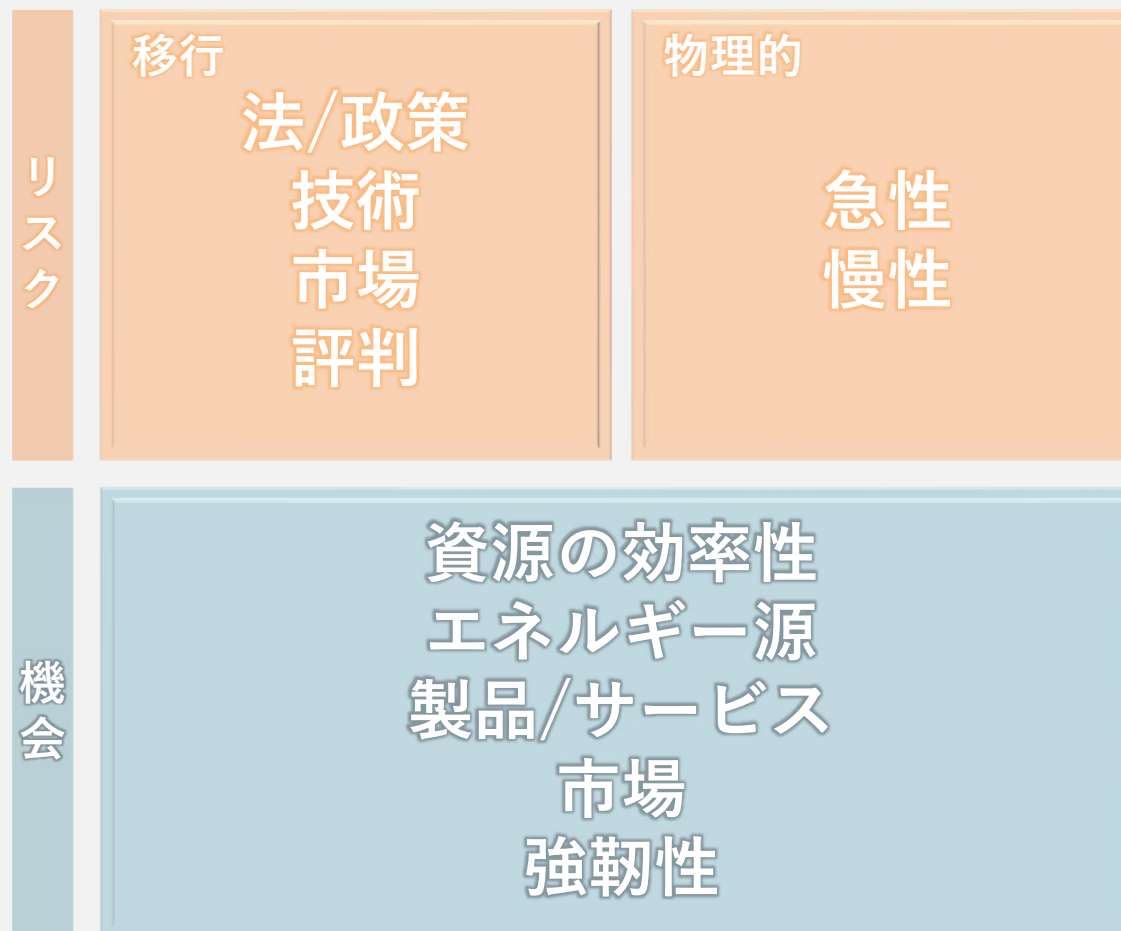 リスク
移行
法/政策
技術
市場
評判
物理的
急性
慢性
機会
資源の効率性
エネルギー源
製品/サービス
市場
強靭性